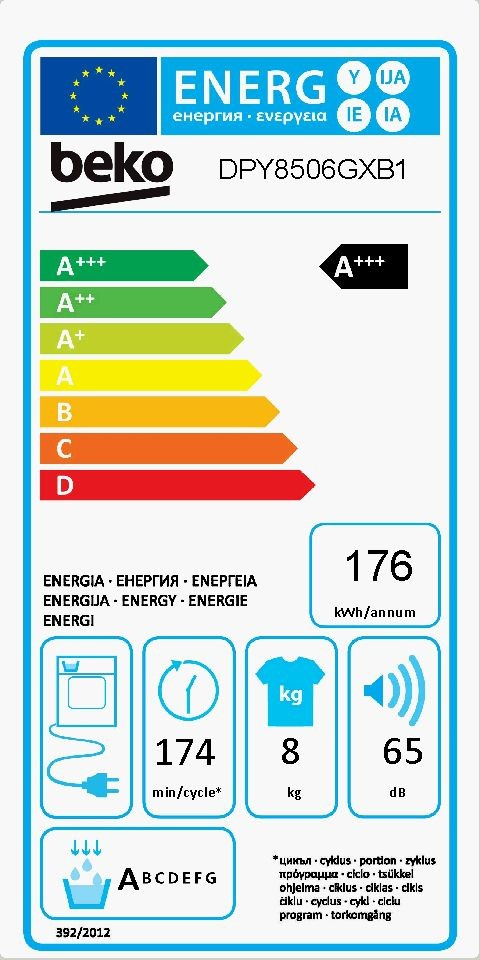 ENERG Y IJA
енергия · ενεργεια IE IA
beko DPY8506GXB1
A+++ A+++
A++
A+
A
B
C
D
176
kWh/annum
ENERGIA · ЕНЕРГИЯ · ΕΝΕΡΓΕΙΑ
ENERGIJA · ENERGY · ENERGIE
ENERGI
kg
174 8 65
min/cycle* kg dB
A B C D E F G
*цикъл · cyklus · portion · zyklus
πρόγραμμα · ciclo · tsükkel
ohjelma · ciklus · ciklas · cikls
ċiklu · cyclus · cykl · ciclu
program · torkomgång
392/2012